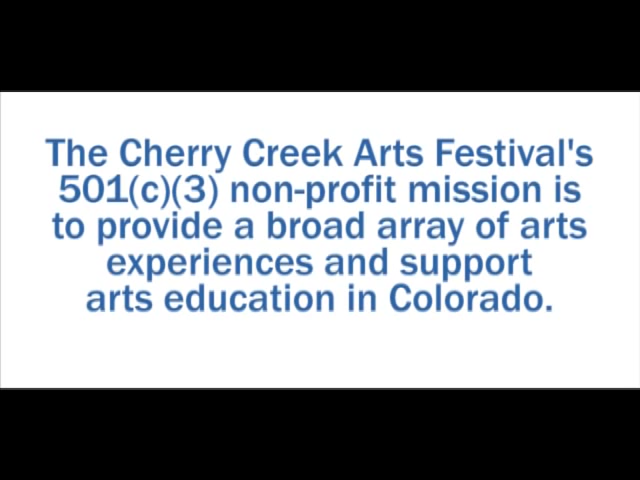 The Cherry Creek Arts Festival's
501(c)(3) non-profit mission is
to provide a broad array of arts
experiences and support
arts education in Colorado.